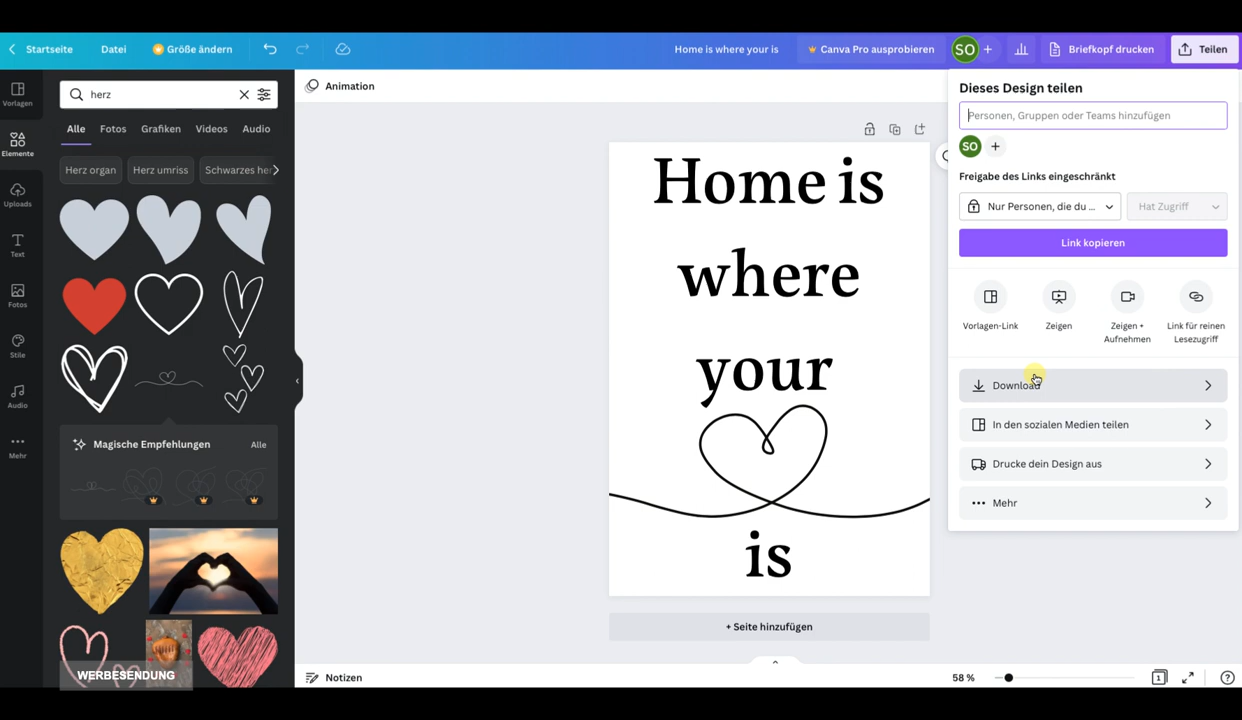 Startseite
Datei
Größe ändern
Home is where your is
Canva Pro ausprobieren
SO
+
Briefkopf drucken
Teilen
Vorlagen
Elemente
Uploads
Text
Fotos
Stile
Audio
Mehr
herz
Alle
Fotos
Grafiken
Videos
Audio
Herz organ
Herz umriss
Schwarzes he
Magische Empfehlungen
Alle
WERBESENDUNG
Animation
Home is
where
your
is
+ Seite hinzufügen
Notizen
58 %
1
?
Dieses Design teilen
Personen, Gruppen oder Teams hinzufügen
SO
+
Freigabe des Links eingeschränkt
Nur Personen, die du ...
Hat Zugriff
Link kopieren
Vorlagen-Link
Zeigen
Zeigen +
Aufnehmen
Link für reinen
Lesezugriff
Download
In den sozialen Medien teilen
Drucke dein Design aus
Mehr